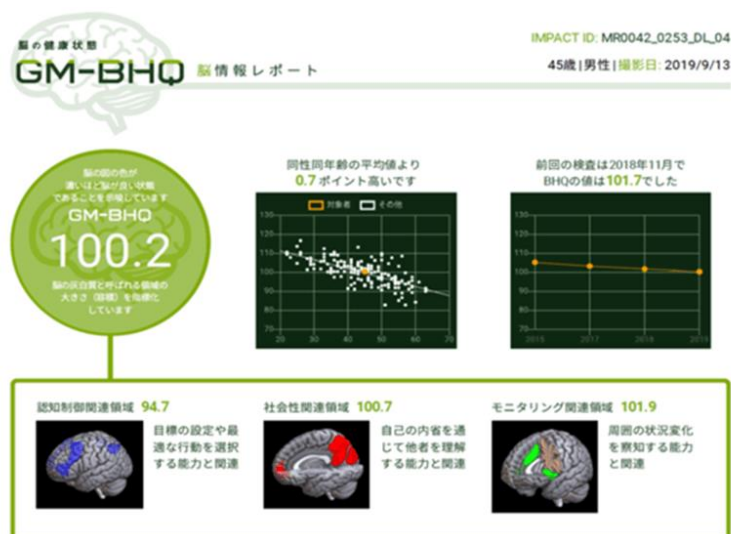 脳の健康状態
GM-BHQ 脳情報レポート
IMPACT ID: MR0042_0253_DL_04
45歳|男性|撮影日: 2019/9/13
脳の図の色が
濃いほど脳が良い状態
であることを示唆しています
GM-BHQ
100.2
脳の灰白質と呼ばれる領域の
大きさ（容積）を指標化
しています
同性同年齢の平均値より
0.7 ポイント高いです
対象者 その他
130
120
110
100
90
80
70
20 30 40 50 60 70
前回の検査は2018年11月で
BHQの値は101.7でした
130
120
110
100
90
80
70
2016 2017 2018 2019
認知制御関連領域 94.7
目標の設定や最
適な行動を選択
する能力と関連
社会性関連領域 100.7
自己の内省を通
じて他者を理解
する能力と関連
モニタリング関連領域 101.9
周囲の状況変化
を察知する能力
と関連